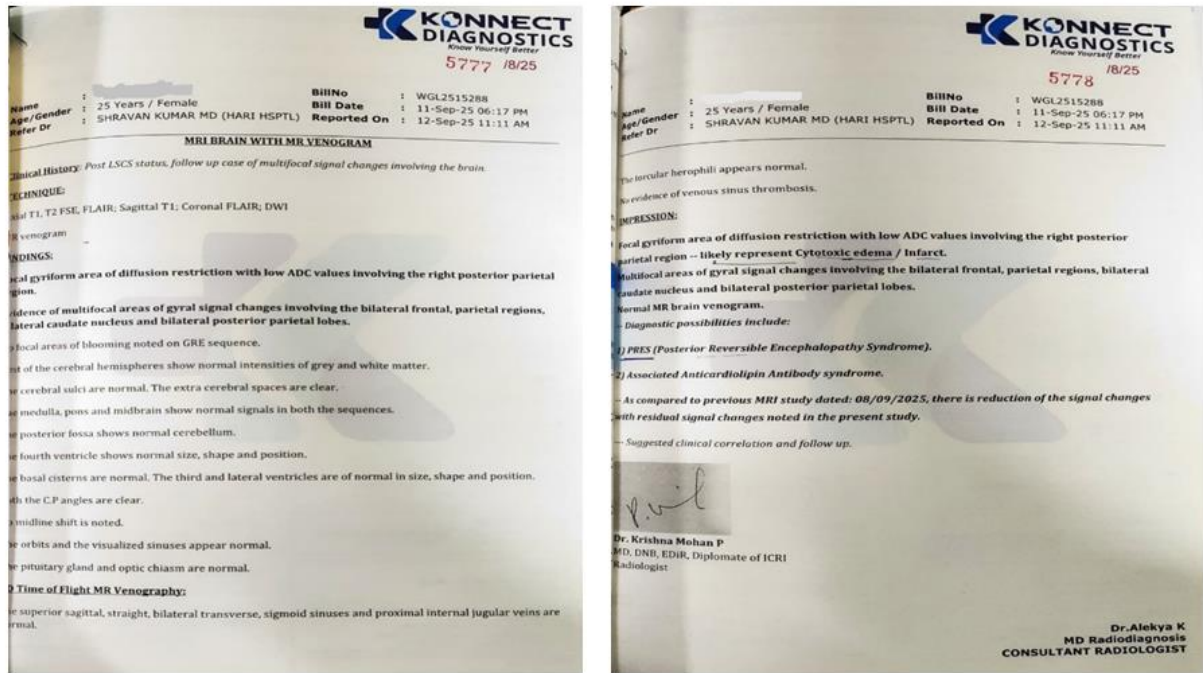 KONNECT
DIAGNOSTICS
Know Yourself Better
5777 /8/25
Name :
Age/Gender : 25 Years / Female
Refer Dr : SHRAVAN KUMAR MD (HARI HSPTL)
BillNo : WGL2515288
Bill Date : 11-Sep-25 06:17 PM
Reported On : 12-Sep-25 11:11 AM
MRI BRAIN WITH MR VENOGRAM
Clinical History: Post LSCS status, follow up case of multifocal signal changes involving the brain.
TECHNIQUE:
T1, T2 FSE, FLAIR; Sagittal T1; Coronal FLAIR; DWI
venogram
gyriform area of diffusion restriction with low ADC values involving the right posterior parietal
of multifocal areas of gyral signal changes involving the bilateral frontal, parietal regions,
caudate nucleus and bilateral posterior parietal lobes.
focal areas of blooming noted on GRE sequence.
of the cerebral hemispheres show normal intensities of grey and white matter.
cerebral sulci are normal. The extra cerebral spaces are clear.
medulla, pons and midbrain show normal signals in both the sequences.
posterior fossa shows normal cerebellum.
fourth ventricle shows normal size, shape and position.
basal cisterns are normal. The third and lateral ventricles are of normal in size, shape and position.
the C.P angles are clear.
midline shift is noted.
orbits and the visualized sinuses appear normal.
pituitary gland and optic chiasm are normal.
Time of Flight MR Venography:
superior sagittal, straight, bilateral transverse, sigmoid sinuses and proximal internal jugular veins are
KONNECT
DIAGNOSTICS
Know Yourself Better
5778 /8/25
Name :
Age/Gender : 25 Years / Female
Refer Dr : SHRAVAN KUMAR MD (HARI HSPTL)
BillNo : WGL2515288
Bill Date : 11-Sep-25 06:17 PM
Reported On : 12-Sep-25 11:11 AM
The torcular herophili appears normal.
No evidence of venous sinus thrombosis.
IMPRESSION:
Focal gyriform area of diffusion restriction with low ADC values involving the right posterior
parietal region -- likely represent Cytotoxic edema / Infarct.
Multifocal areas of gyral signal changes involving the bilateral frontal, parietal regions, bilateral
caudate nucleus and bilateral posterior parietal lobes.
Normal MR brain venogram.
-- Diagnostic possibilities include:
1) PRES (Posterior Reversible Encephalopathy Syndrome).
2) Associated Anticardiolipin Antibody syndrome.
-- As compared to previous MRI study dated: 08/09/2025, there is reduction of the signal changes
with residual signal changes noted in the present study.
--- Suggested clinical correlation and follow up.
Dr. Krishna Mohan P
MD, DNB, EDiR, Diplomate of ICRI
Radiologist
Dr.Alekya K
MD Radiodiagnosis
CONSULTANT RADIOLOGIST